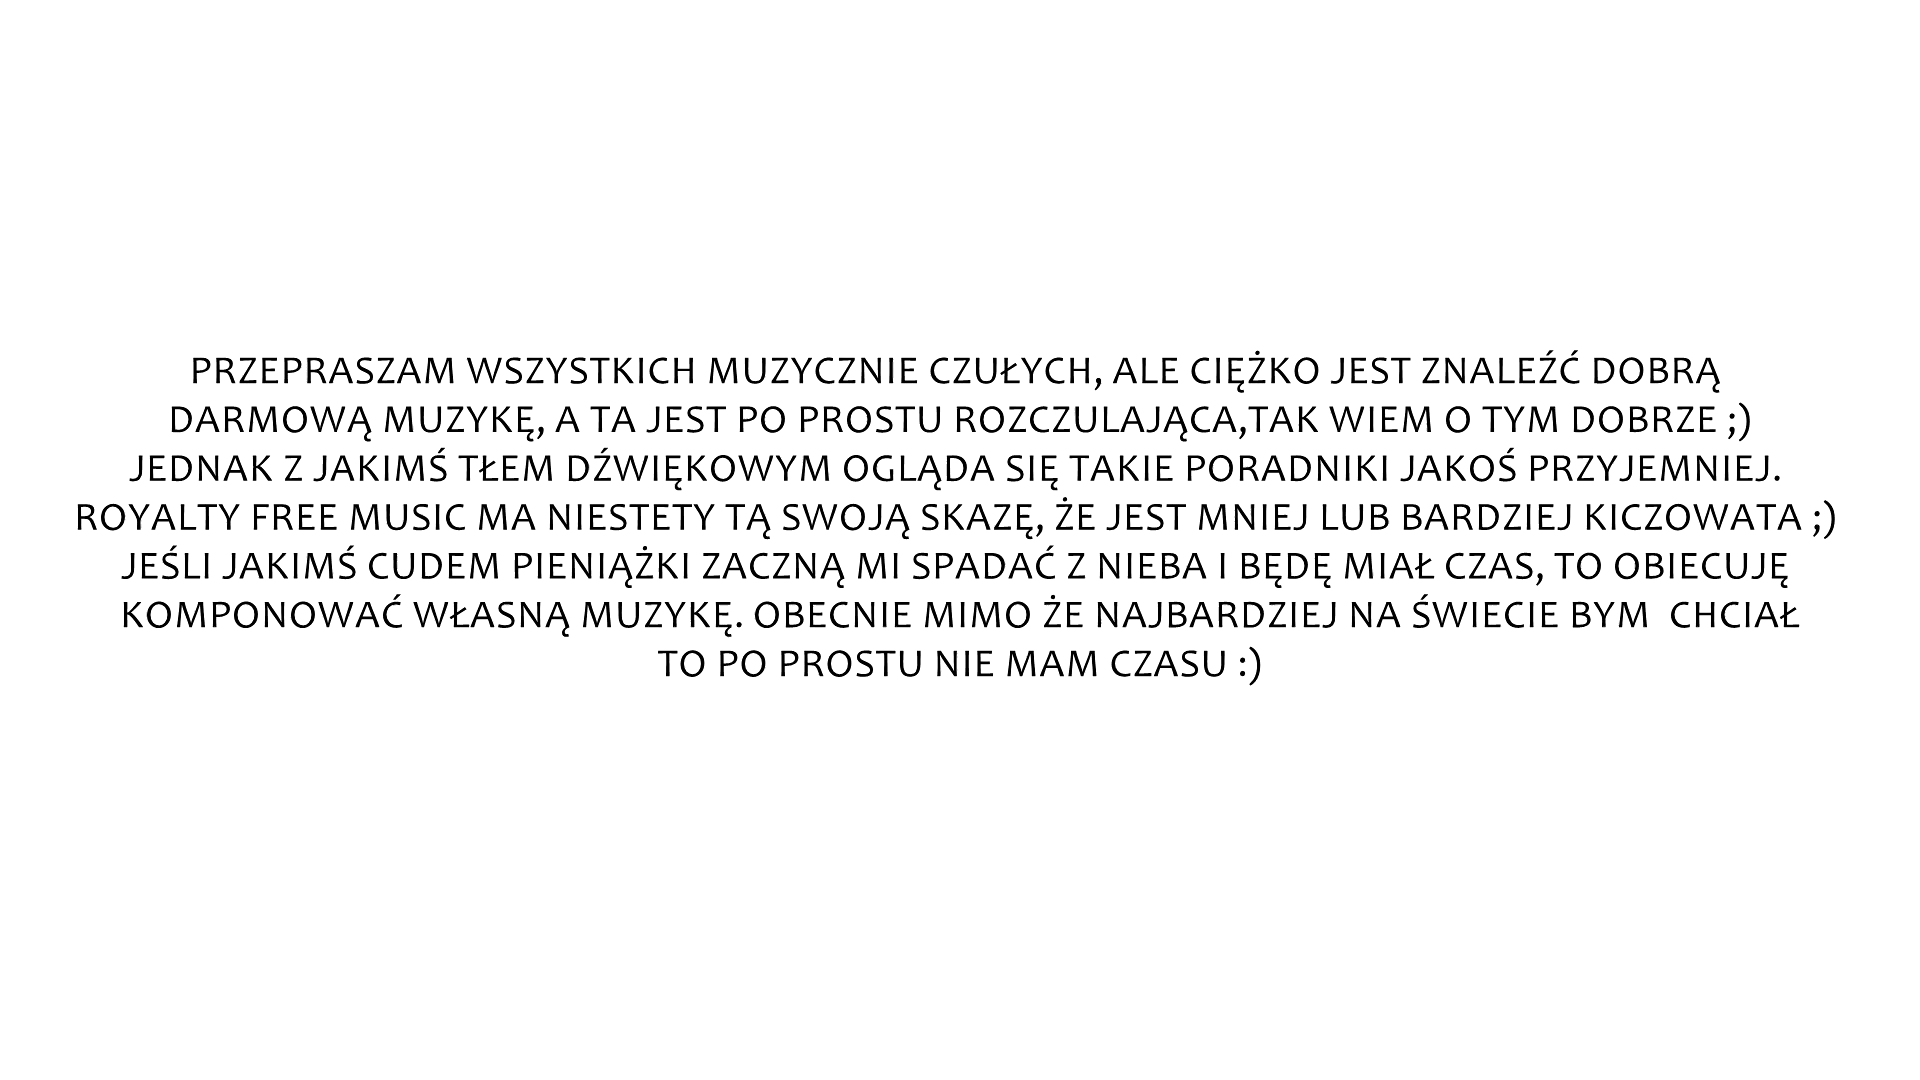 PRZEPRASZAM WSZYSTKICH MUZYCZNIE CZUŁYCH, ALE CIĘŻKO JEST ZNALEŹĆ DOBRĄ
DARMOWĄ MUZYKĘ, A TA JEST PO PROSTU ROZCZULAJĄCA,TAK WIEM O TYM DOBRZE ;)
JEDNAK Z JAKIMŚ TŁEM DŹWIĘKOWYM OGLĄDA SIĘ TAKIE PORADNIKI JAKOŚ PRZYJEMNIEJ.
ROYALTY FREE MUSIC MA NIESTETY TĄ SWOJĄ SKAZĘ, ŻE JEST MNIEJ LUB BARDZIEJ KICZOWATA ;)
JEŚLI JAKIMŚ CUDEM PIENIĄŻKI ZACZNĄ MI SPADAĆ Z NIEBA I BĘDĘ MIAŁ CZAS, TO OBIECUJĘ
KOMPONOWAĆ WŁASNĄ MUZYKĘ. OBECNIE MIMO ŻE NAJBARDZIEJ NA ŚWIECIE BYM  CHCIAŁ
TO PO PROSTU NIE MAM CZASU :)